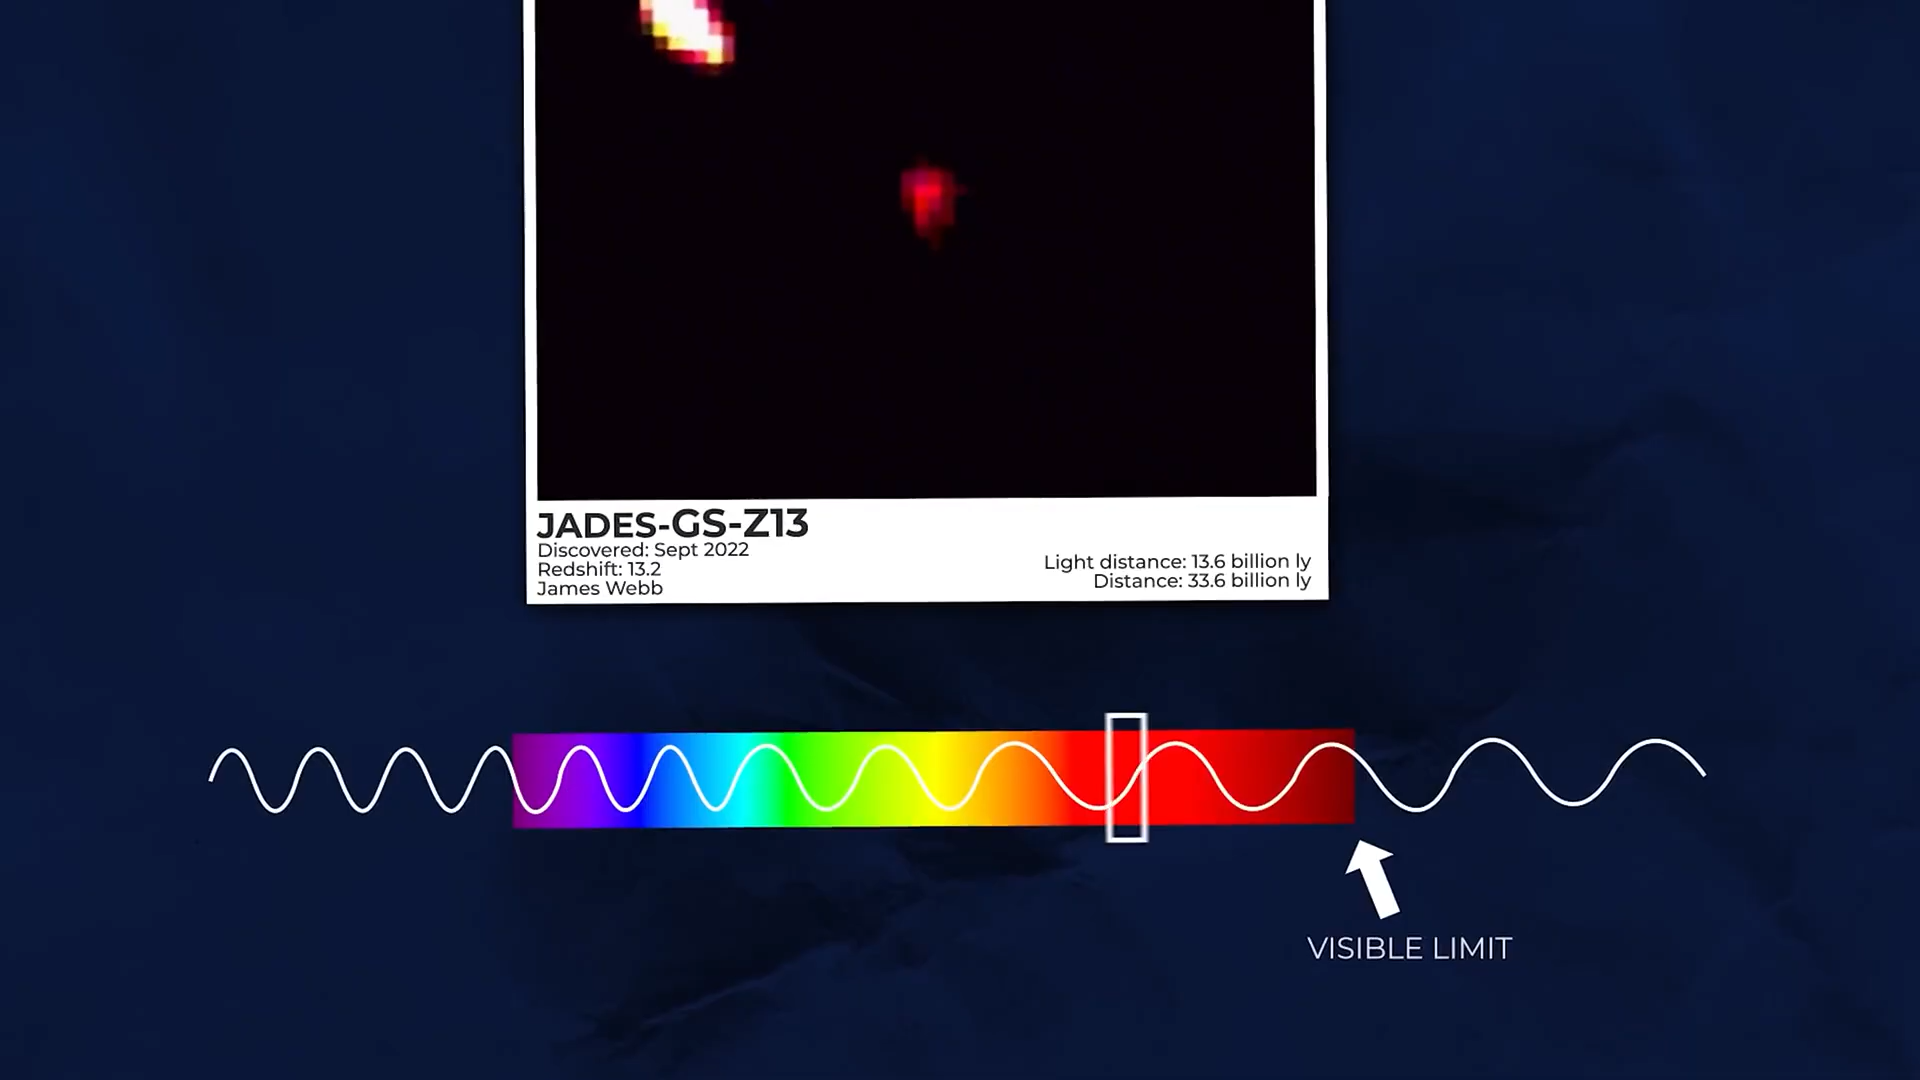 JADES-GS-Z13
Discovered: Sept 2022
Redshift: 13.2
James Webb
Light distance: 13.6 billion ly
Distance: 33.6 billion ly
VISIBLE LIMIT